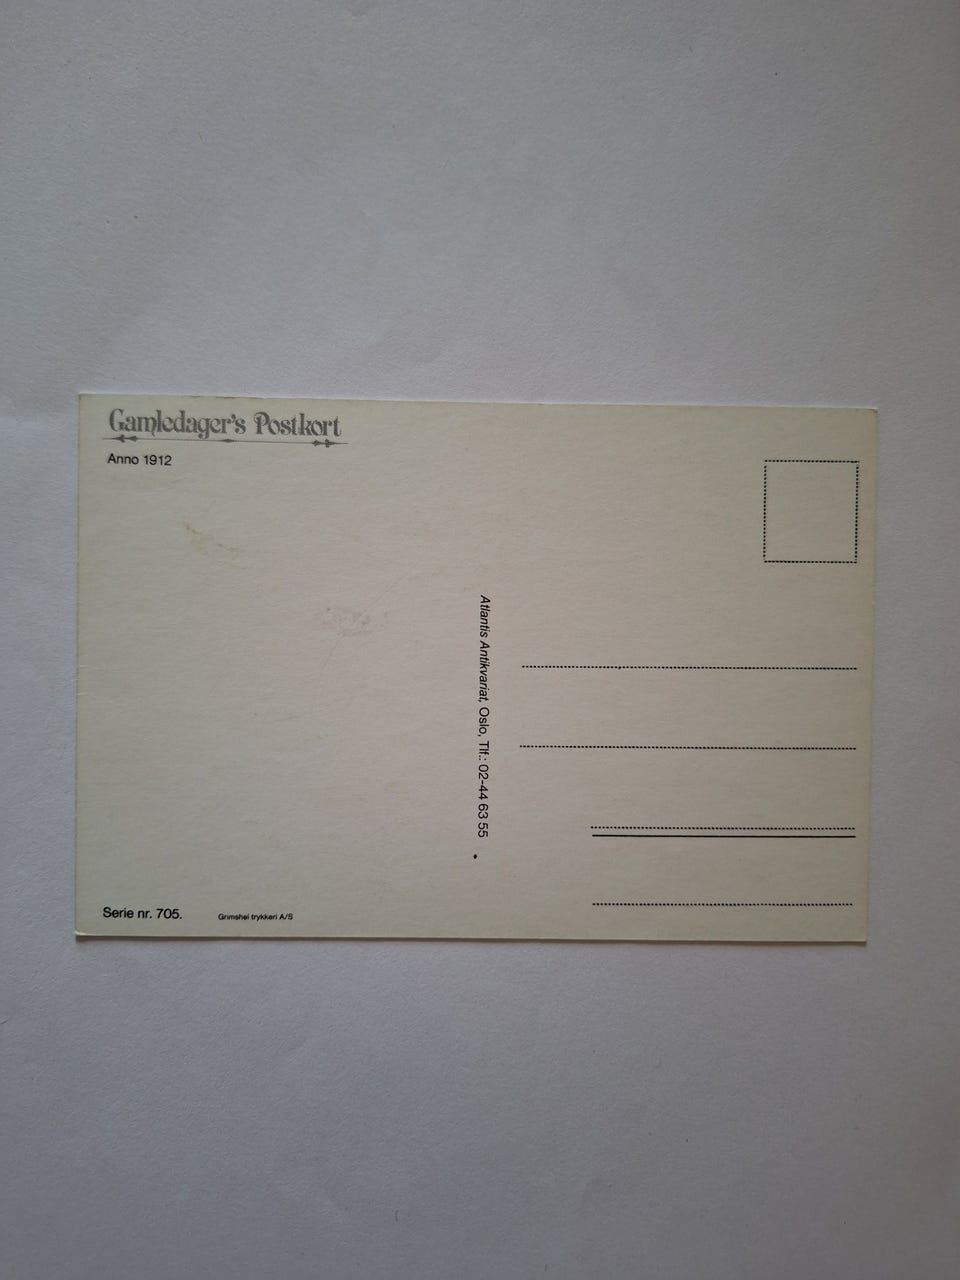 Gamledager's Postkort
Anno 1912
Atlantis Antikvariat, Oslo, Tlf.: 02-44 63 55
Serie nr. 705.
Grimshei trykkeri A/S